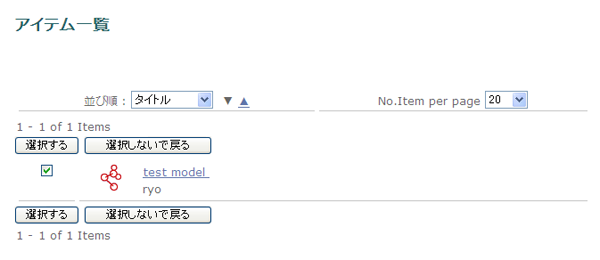 アイテム一覧
並び順 : タイトル ▼ ▲ No.Item per page 20
1 - 1 of 1 Items
選択する 選択しないで戻る
test model
ryo
選択する 選択しないで戻る
1 - 1 of 1 Items